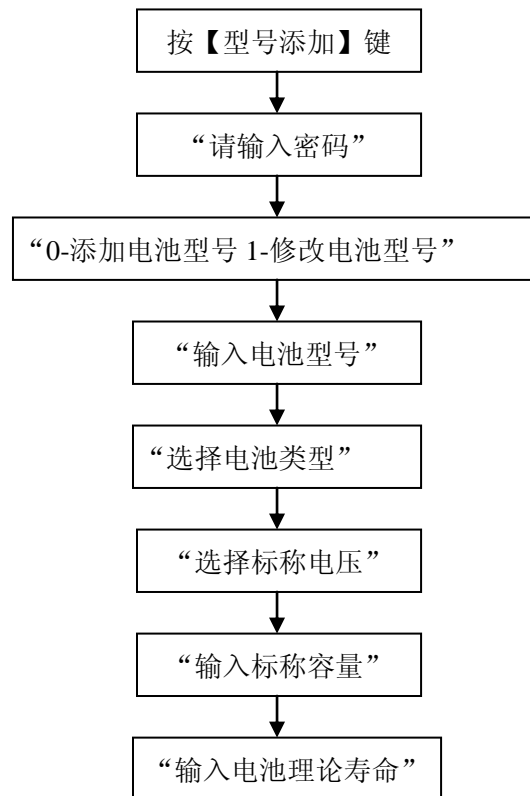 按【型号添加】键
“请输入密码”
“0-添加电池型号 1-修改电池型号”
“输入电池型号”
“选择电池类型”
“选择标称电压”
“输入标称容量”
“输入电池理论寿命”